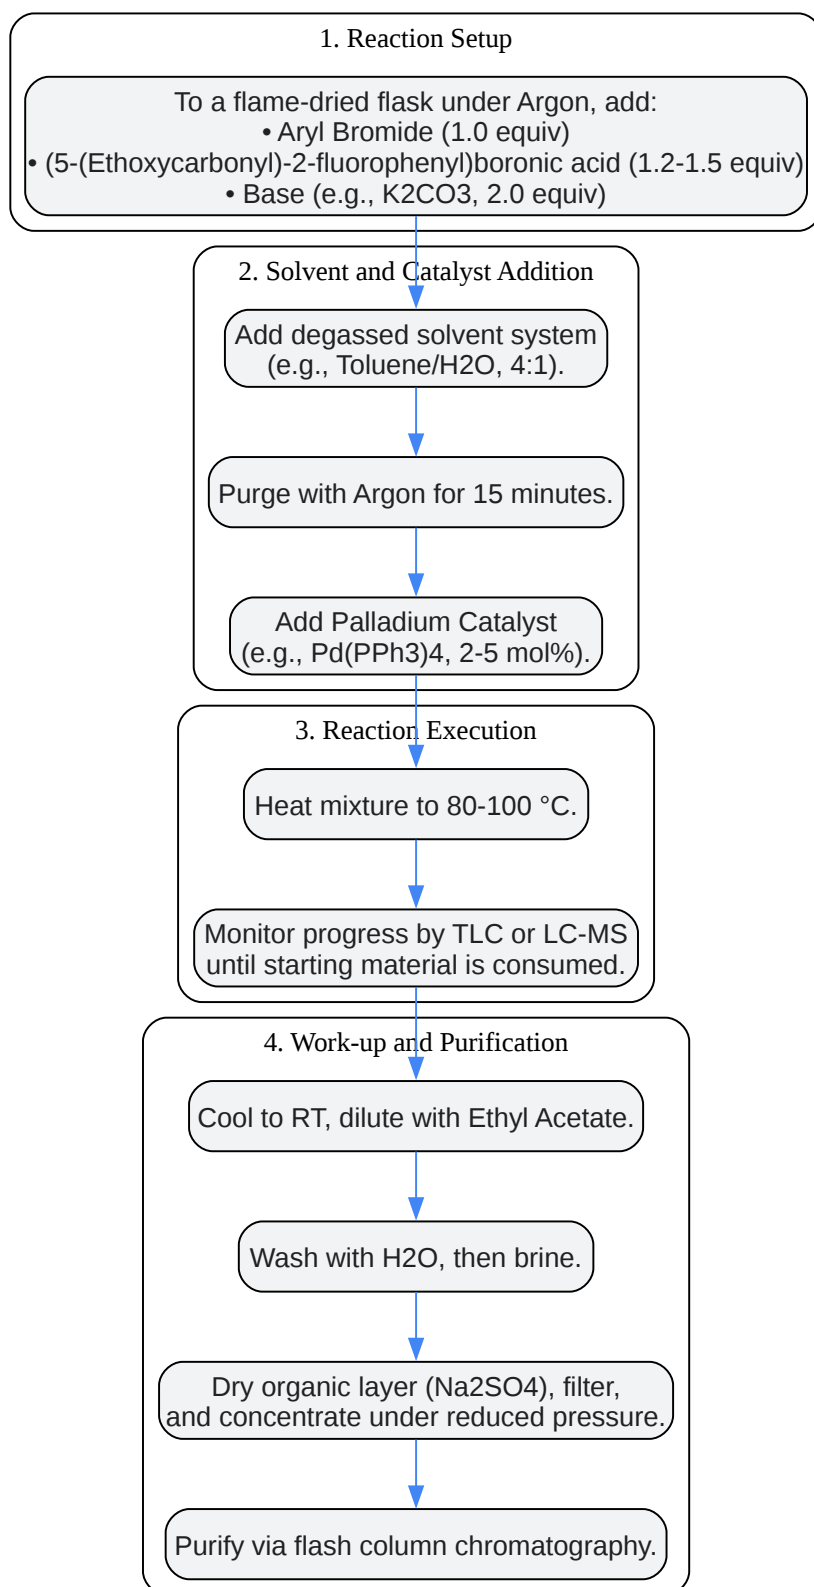 1. Reaction Setup
To a flame-dried flask under Argon, add:
• Aryl Bromide (1.0 equiv)
• (5-(Ethoxycarbonyl)-2-fluorophenyl)boronic acid (1.2-1.5 equiv)
• Base (e.g., K2CO3, 2.0 equiv)
2. Solvent and Catalyst Addition
Add degassed solvent system
(e.g., Toluene/H2O, 4:1).
Purge with Argon for 15 minutes.
Add Palladium Catalyst
(e.g., Pd(PPh3)4, 2-5 mol%).
3. Reaction Execution
Heat mixture to 80-100 °C.
Monitor progress by TLC or LC-MS
until starting material is consumed.
4. Work-up and Purification
Cool to RT, dilute with Ethyl Acetate.
Wash with H2O, then brine.
Dry organic layer (Na2SO4), filter,
and concentrate under reduced pressure.
Purify via flash column chromatography.